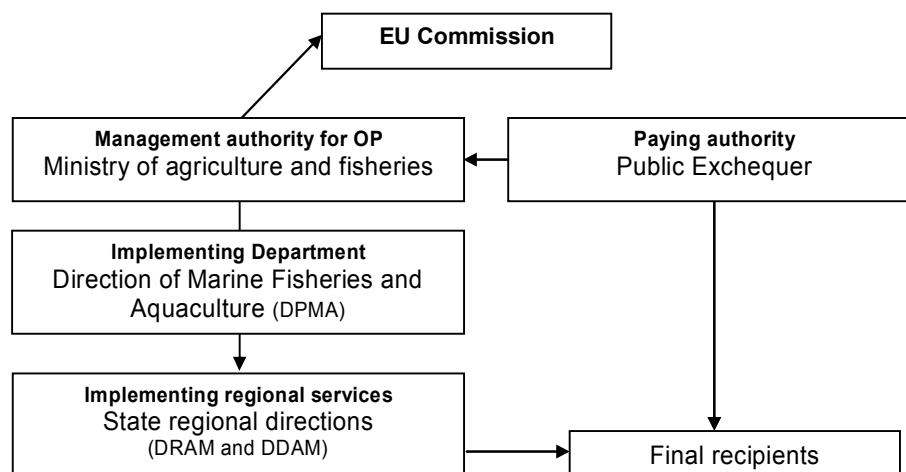 EU Commission
Management authority for OP
Ministry of agriculture and fisheries
Paying authority
Public Exchequer
Implementing Department
Direction of Marine Fisheries and
Aquaculture (DPMA)
Implementing regional services
State regional directions
(DRAM and DDAM)
Final recipients